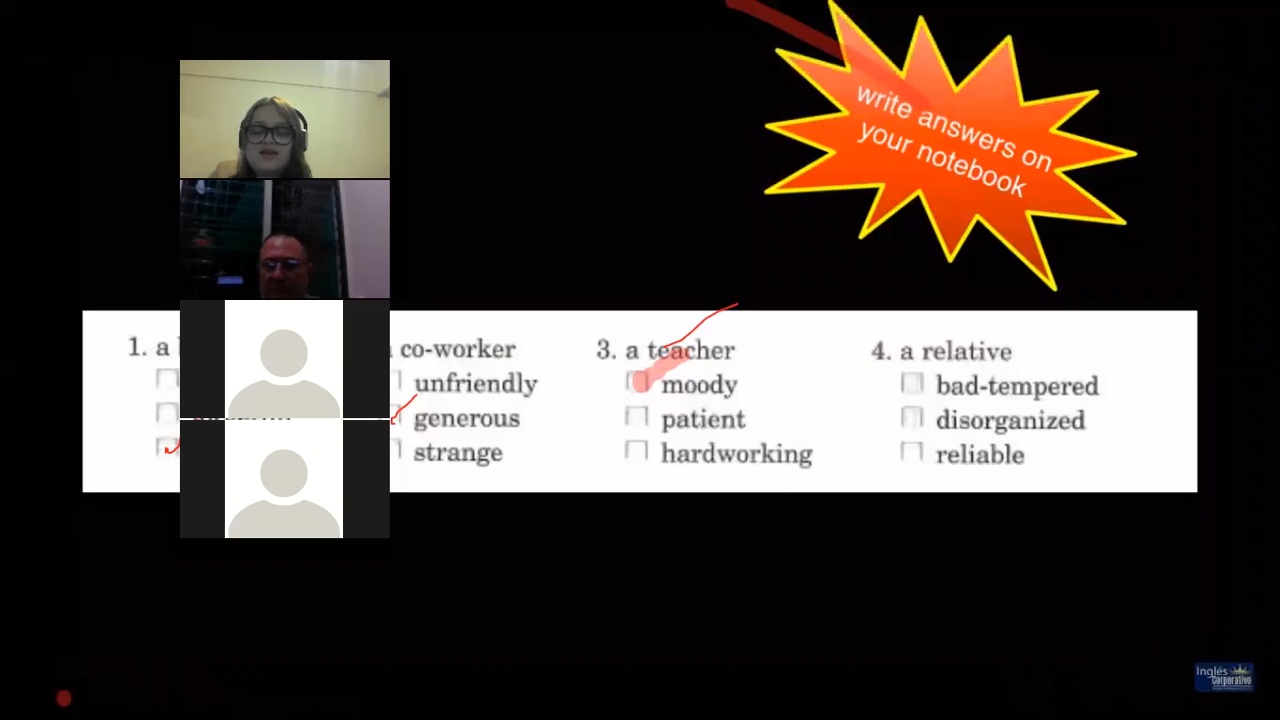 write answers on
your notebook
1. a
co-worker
unfriendly
generous
strange
3. a teacher
moody
patient
hardworking
4. a relative
bad-tempered
disorganized
reliable
Inglés
Corporativo